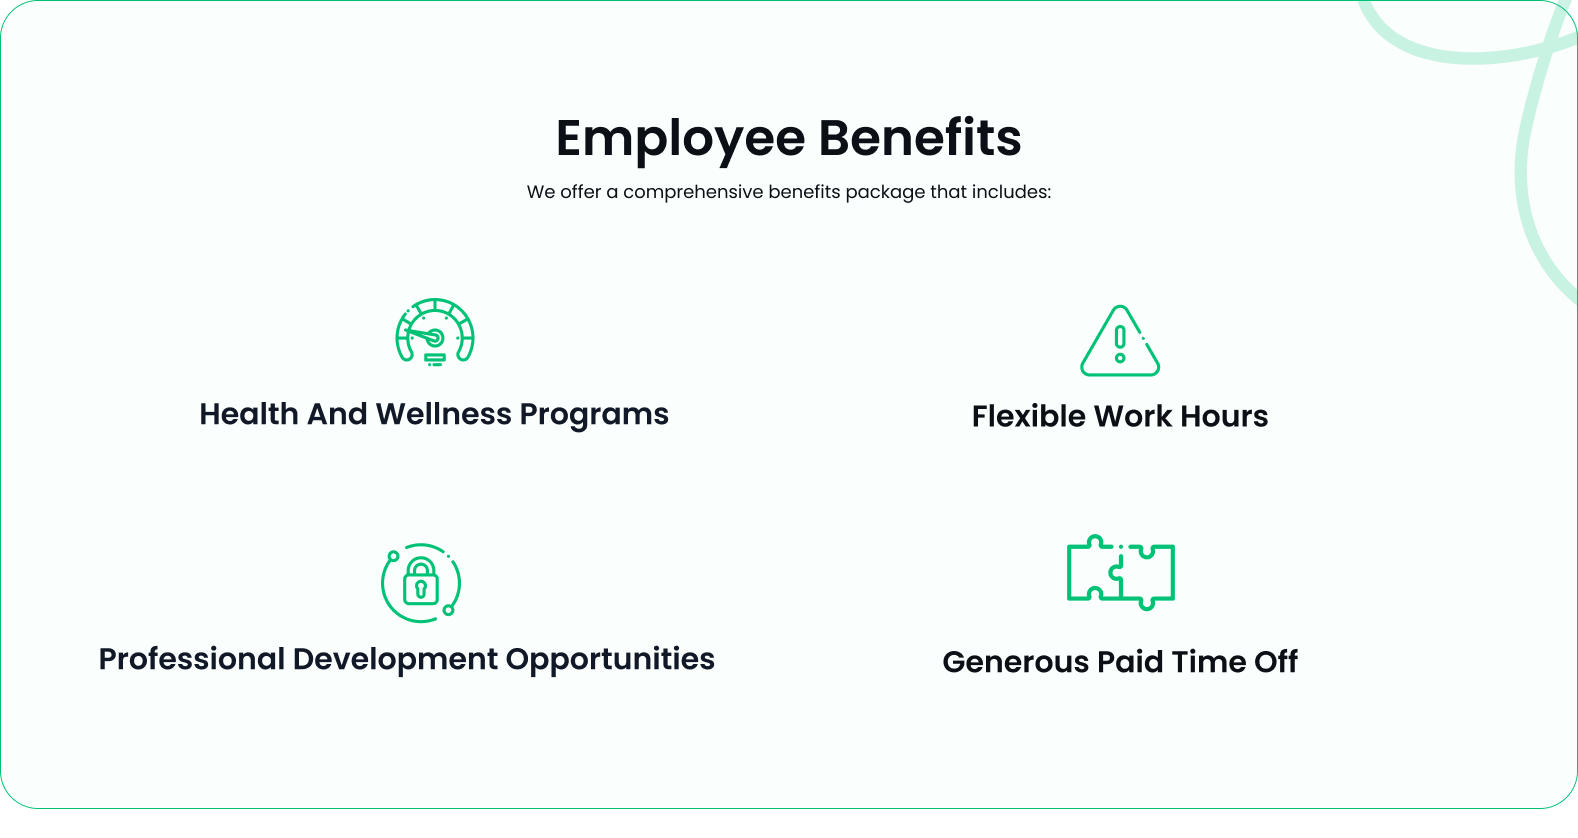 Employee Benefits
We offer a comprehensive benefits package that includes:
Health And Wellness Programs
Flexible Work Hours
Professional Development Opportunities
Generous Paid Time Off